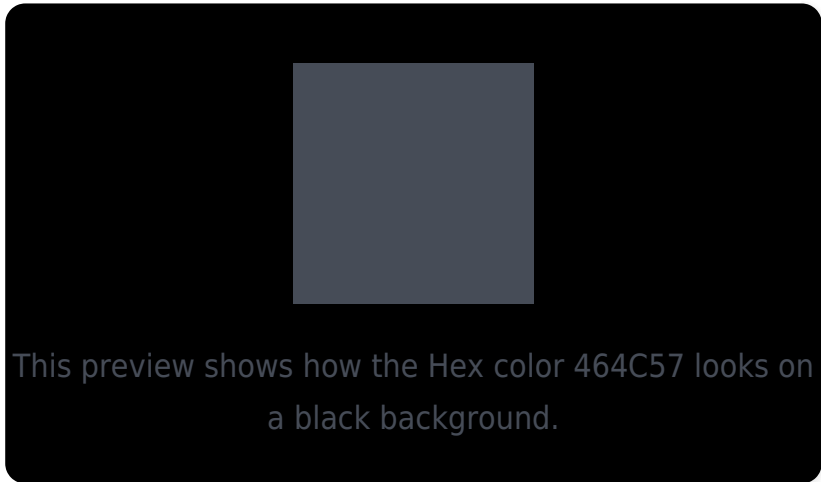 This preview shows how the Hex color 464C57 looks on
a black background.